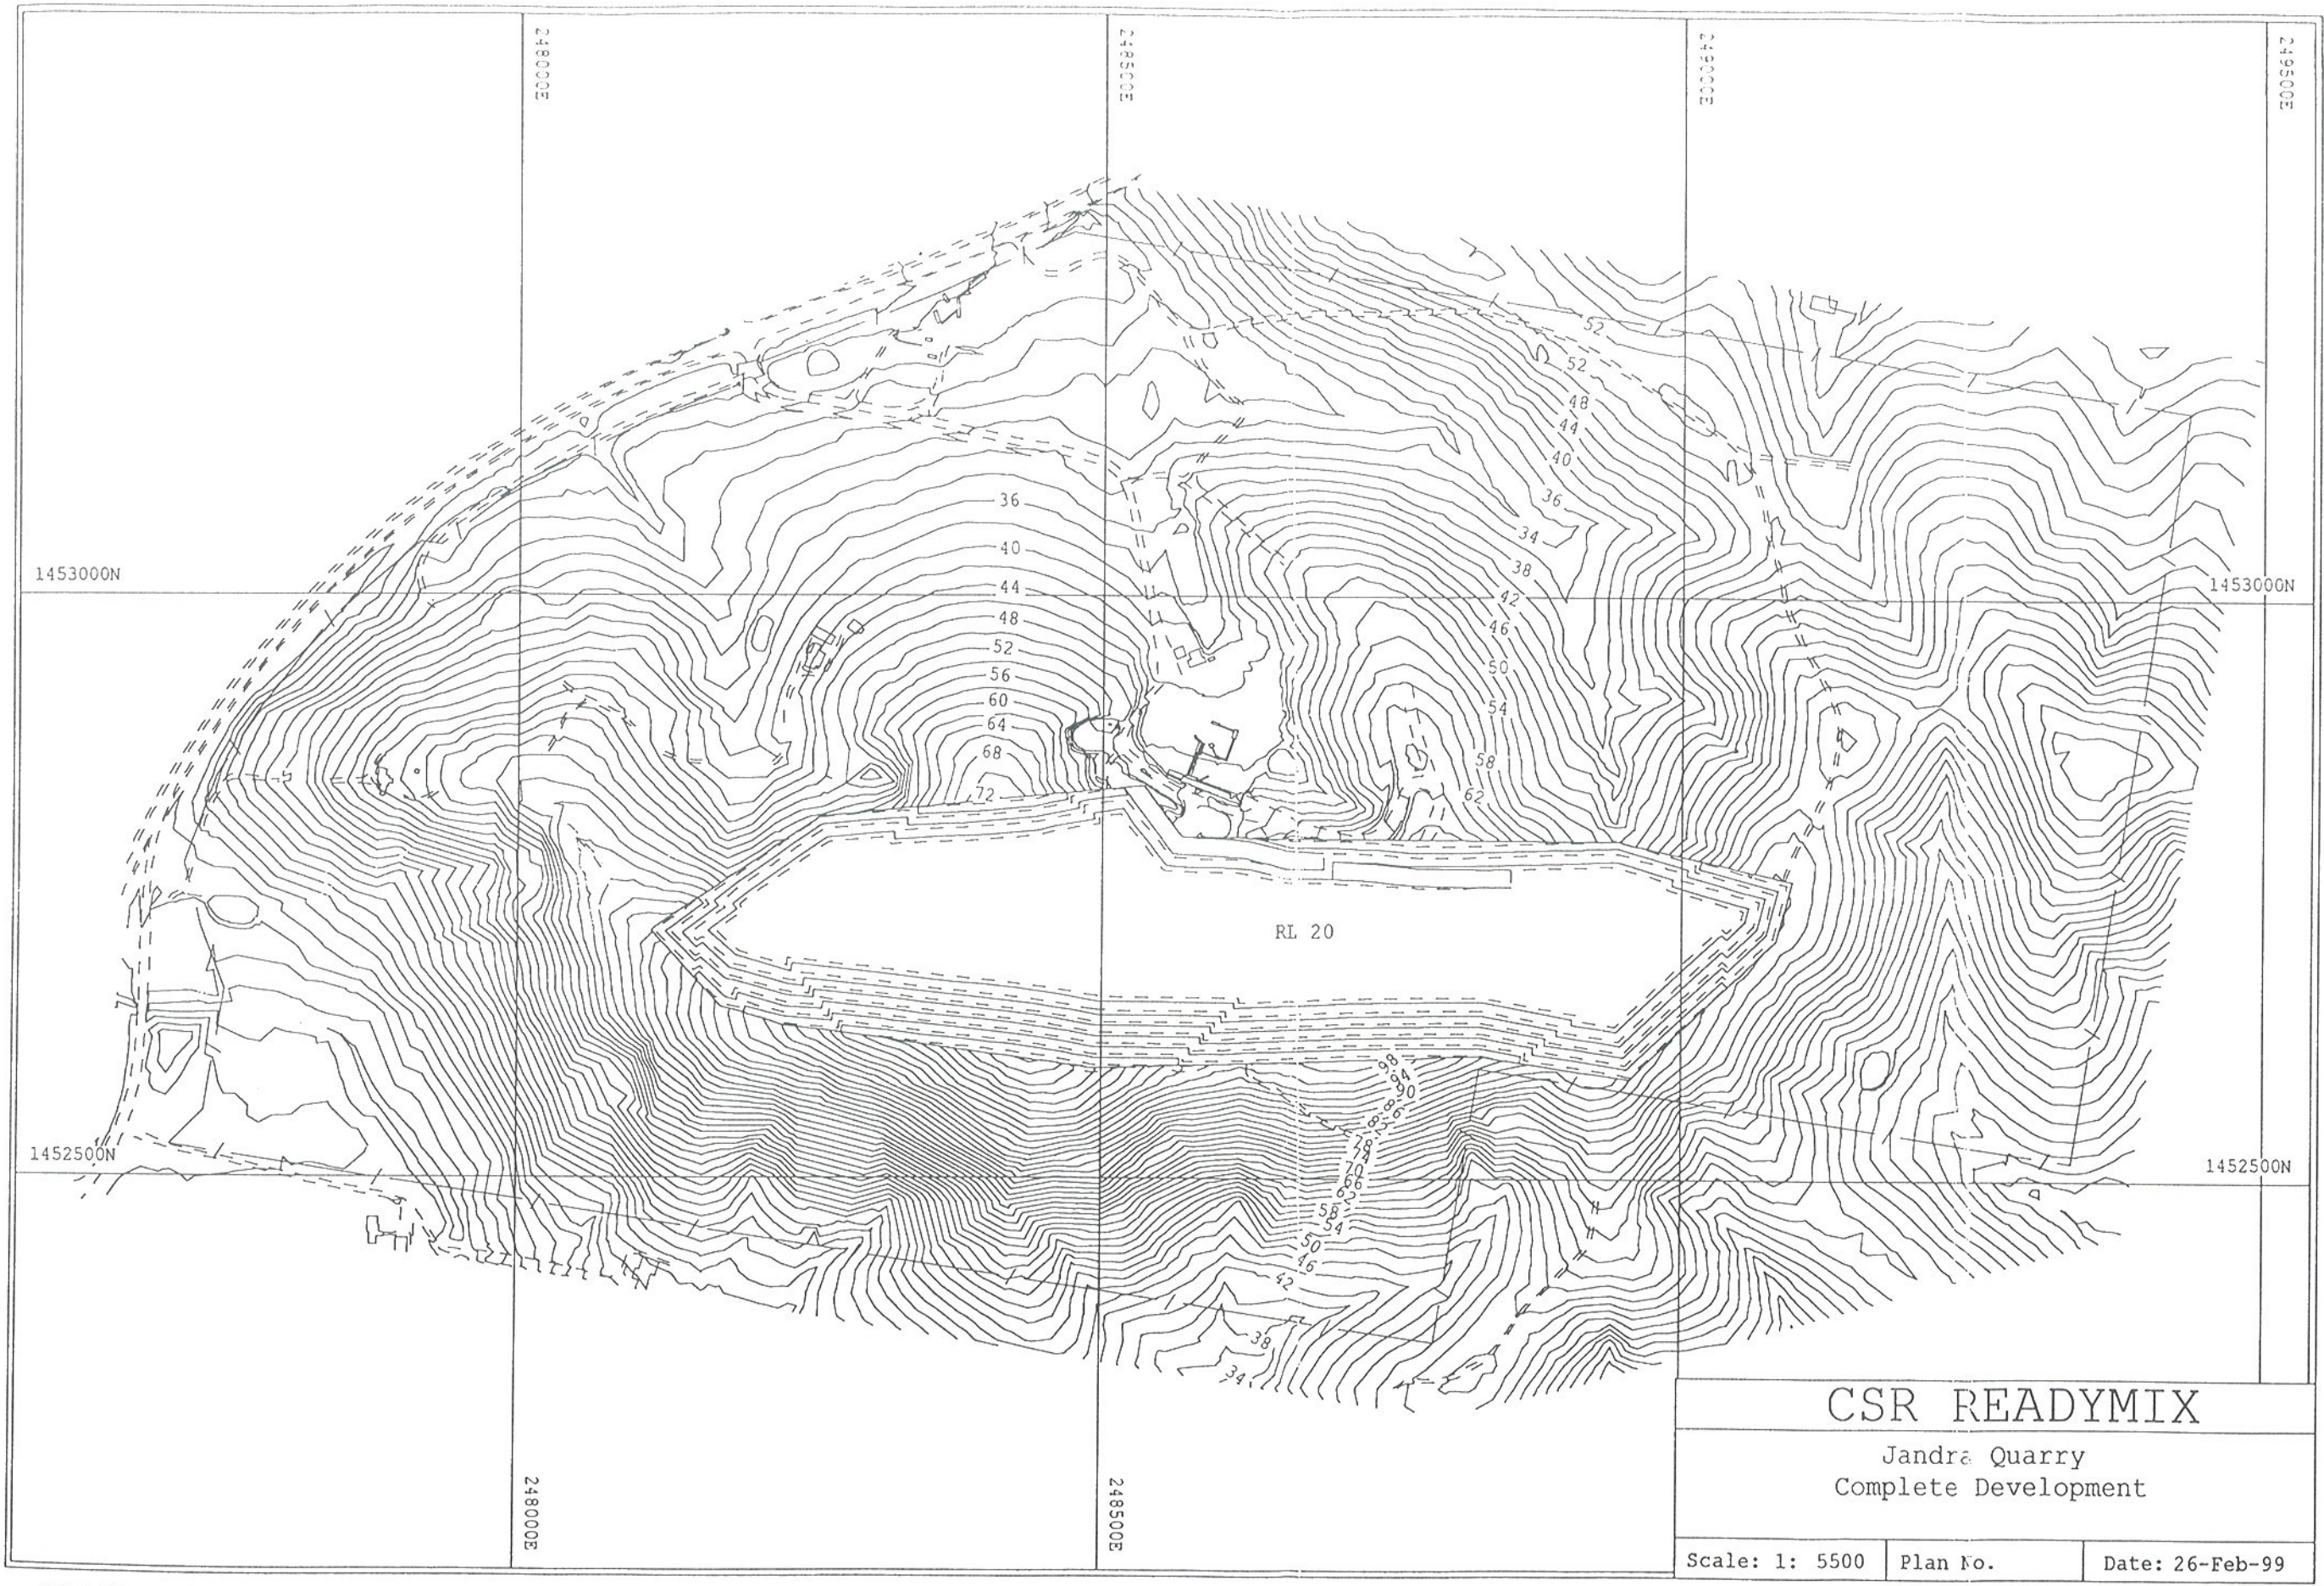 248000E
248500E
249000E
249500E
52
52
48
44
40
36
34
38
42
46
50
54
58
62
36
40
44
48
52
56
60
64
68
72
1453000N
1453000N
RL 20
98
94
90
86
82
78
74
70
66
62
58
54
50
46
42
38
34
1452500N
1452500N
248000E
248500E
CSR READYMIX
Jandra Quarry
Complete Development
Scale: 1: 5500
Plan No.
Date: 26-Feb-99